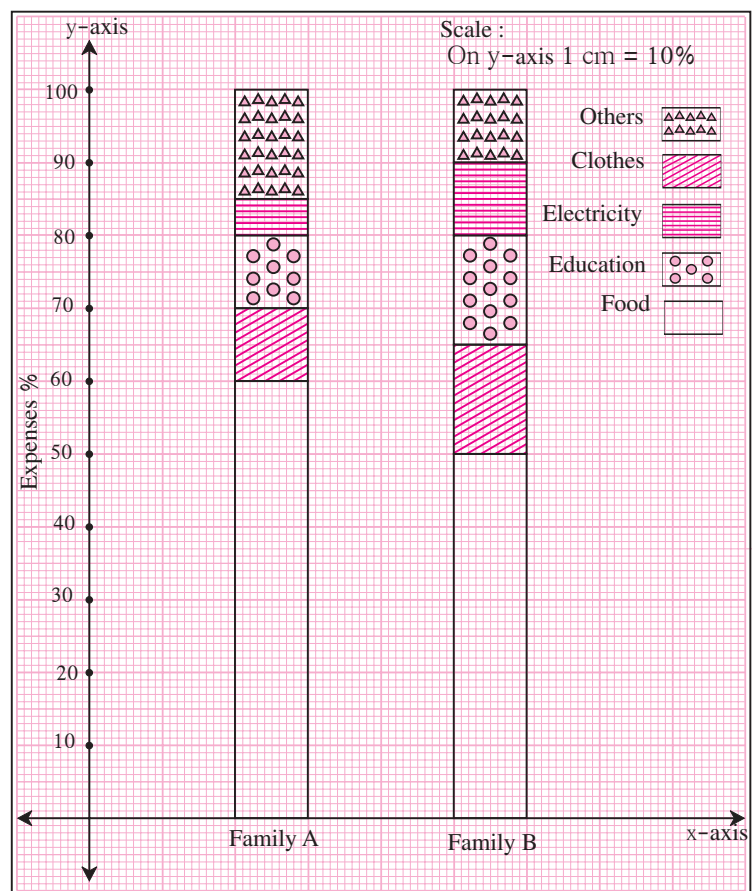 y-axis
Scale :
On y-axis 1 cm = 10%
100
90
80
70
60
50
40
30
20
10
Expenses %
Others
Clothes
Electricity
Education
Food
x-axis
Family A
Family B